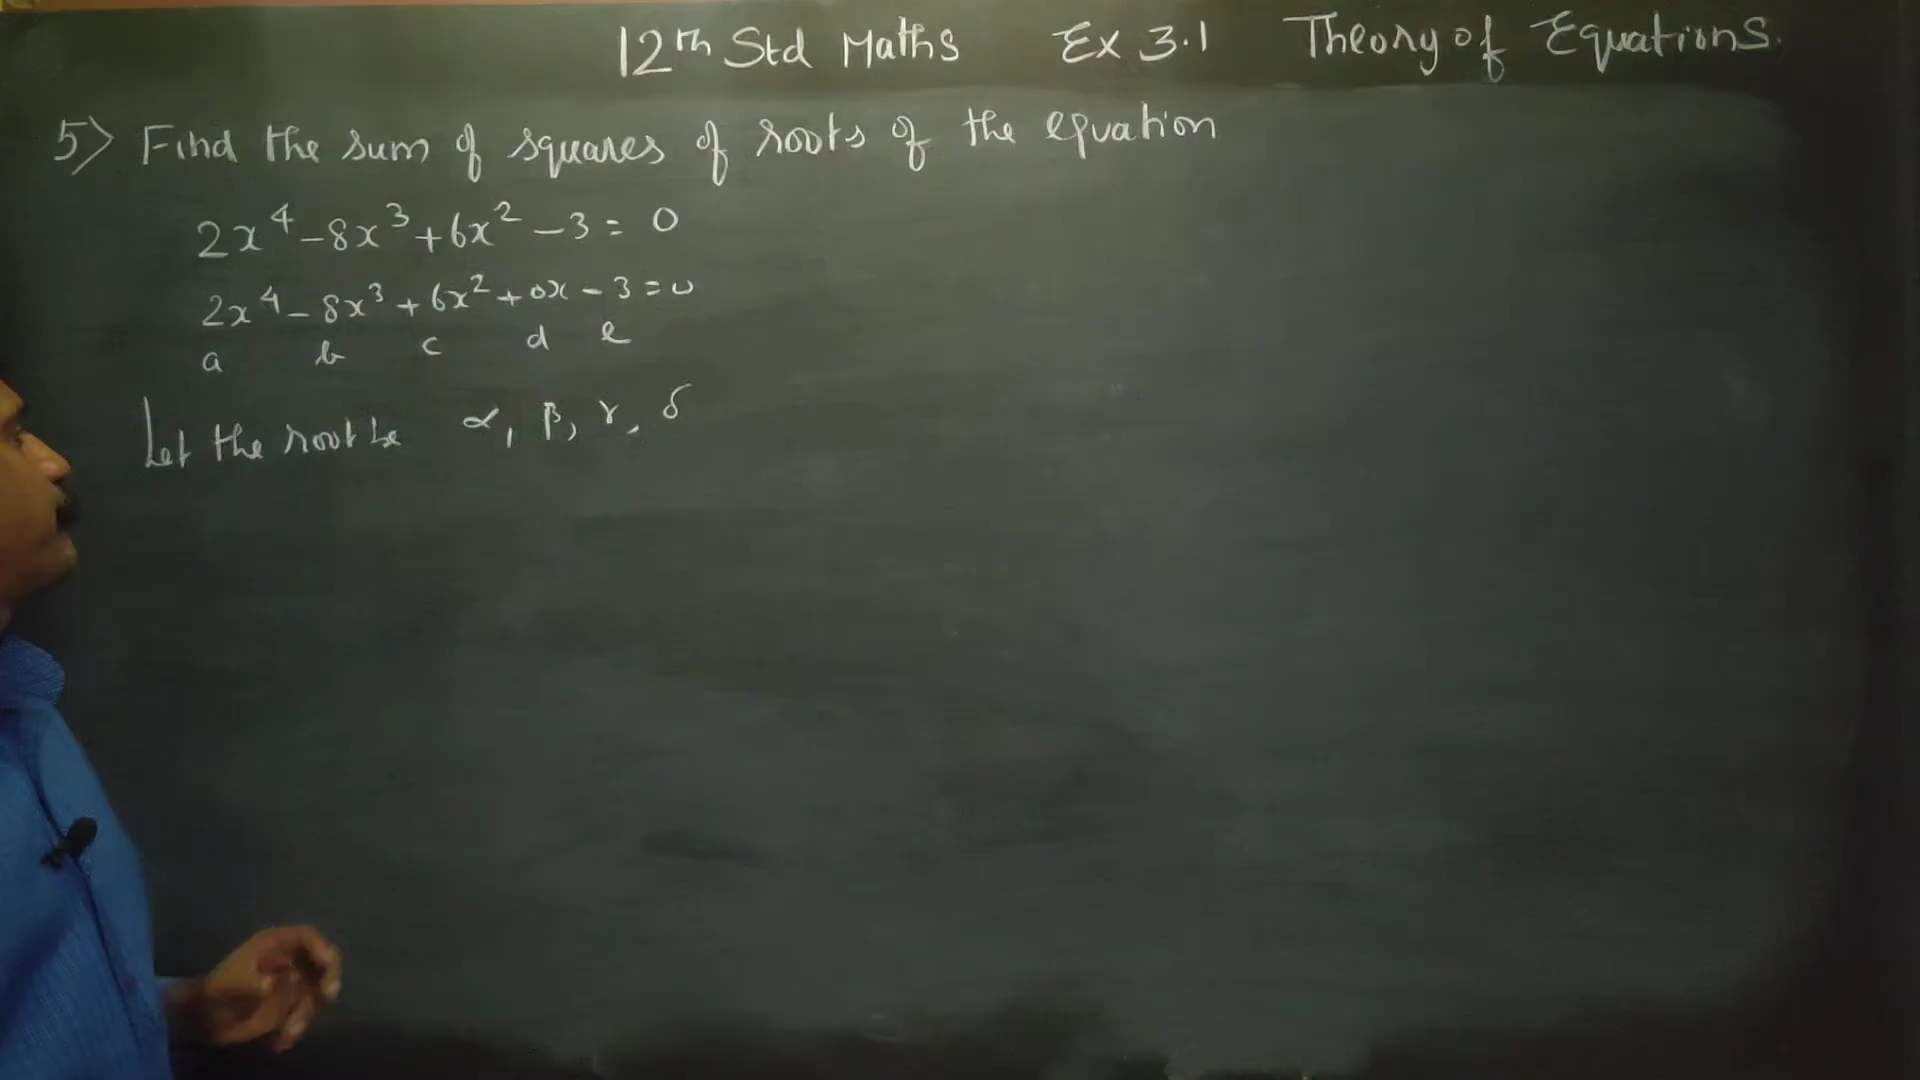 12th Std Maths Ex 3.1 Theory of Equations.
5) Find the sum of squares of roots of the equation
2x⁴-8x³+6x²-3=0
2x⁴-8x³+6x²+0x-3=0
a b c d e
Let the root be α, β, γ, δ